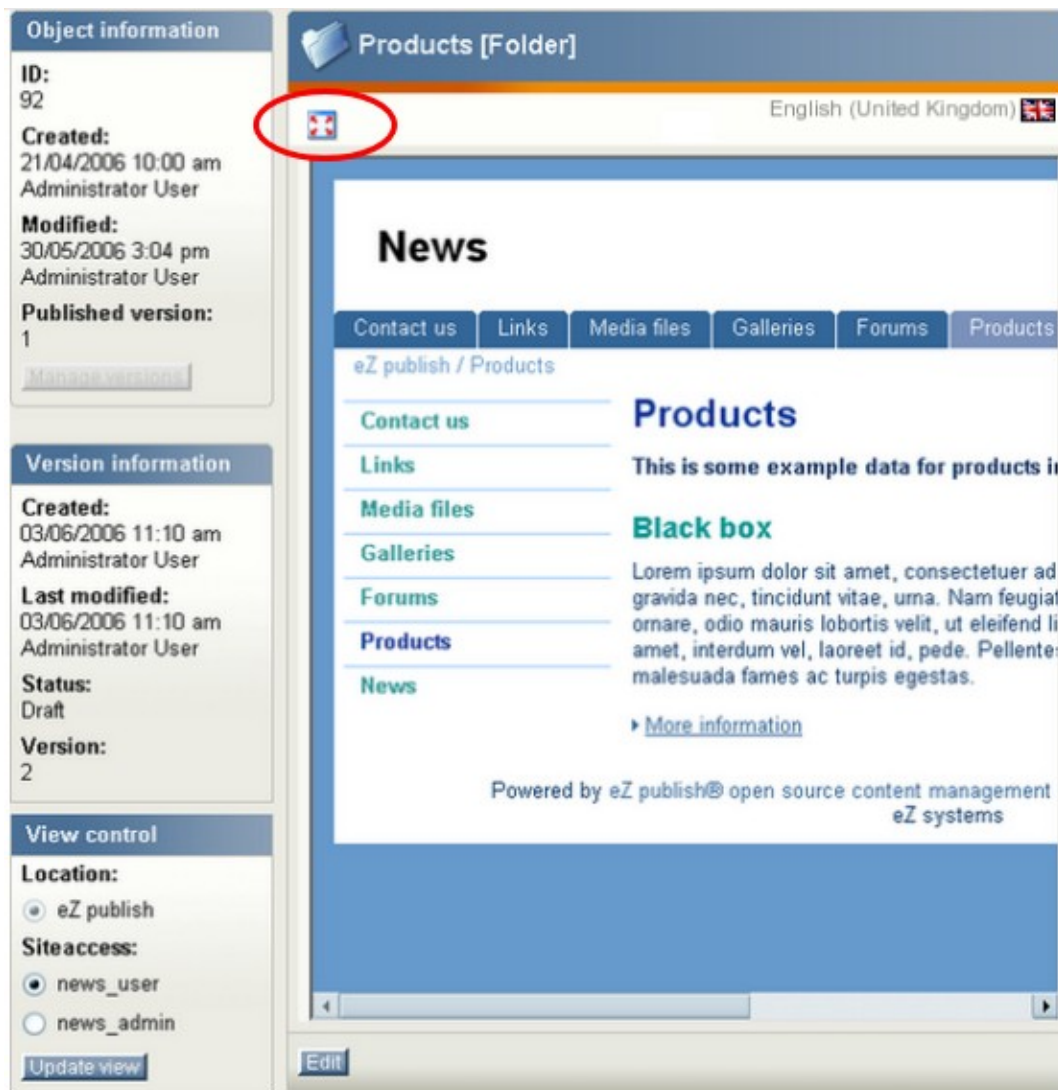 Object information
ID:
92
Created:
21/04/2006 10:00 am
Administrator User
Modified:
30/05/2006 3:04 pm
Administrator User
Published version:
1
Manage versions
Version information
Created:
03/06/2006 11:10 am
Administrator User
Last modified:
03/06/2006 11:10 am
Administrator User
Status:
Draft
Version:
2
View control
Location:
eZ publish
Siteaccess:
news_user
news_admin
Update view
Products [Folder]
English (United Kingdom)
News
Contact us Links Media files Galleries Forums Products
eZ publish / Products
Contact us
Links
Media files
Galleries
Forums
Products
News
Products
This is some example data for products
Black box
Lorem ipsum dolor sit amet, consectetuer ad
gravida nec, tincidunt vitae, urna. Nam feugiat
ornare, odio mauris lobortis velit, ut eleifend li
amet, interdum vel, laoreet id, pede. Pellente
malesuada fames ac turpis egestas.
More information
Powered by eZ publish® open source content management
eZ systems
Edit